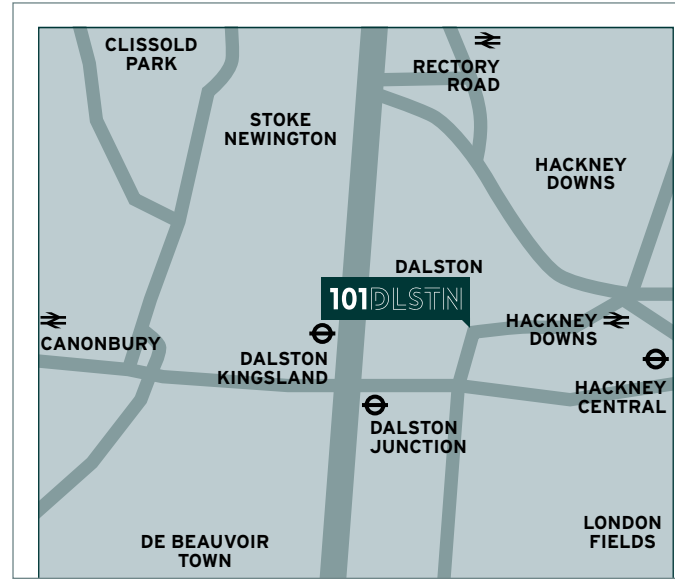 CLISSOLD
PARK
RECTORY
ROAD
STOKE
NEWINGTON
HACKNEY
DOWNS
DALSTON
101DLSTN
CANONBURY
HACKNEY
DOWNS
DALSTON
KINGSLAND
HACKNEY
CENTRAL
DALSTON
JUNCTION
DE BEAUVOIR
TOWN
LONDON
FIELDS